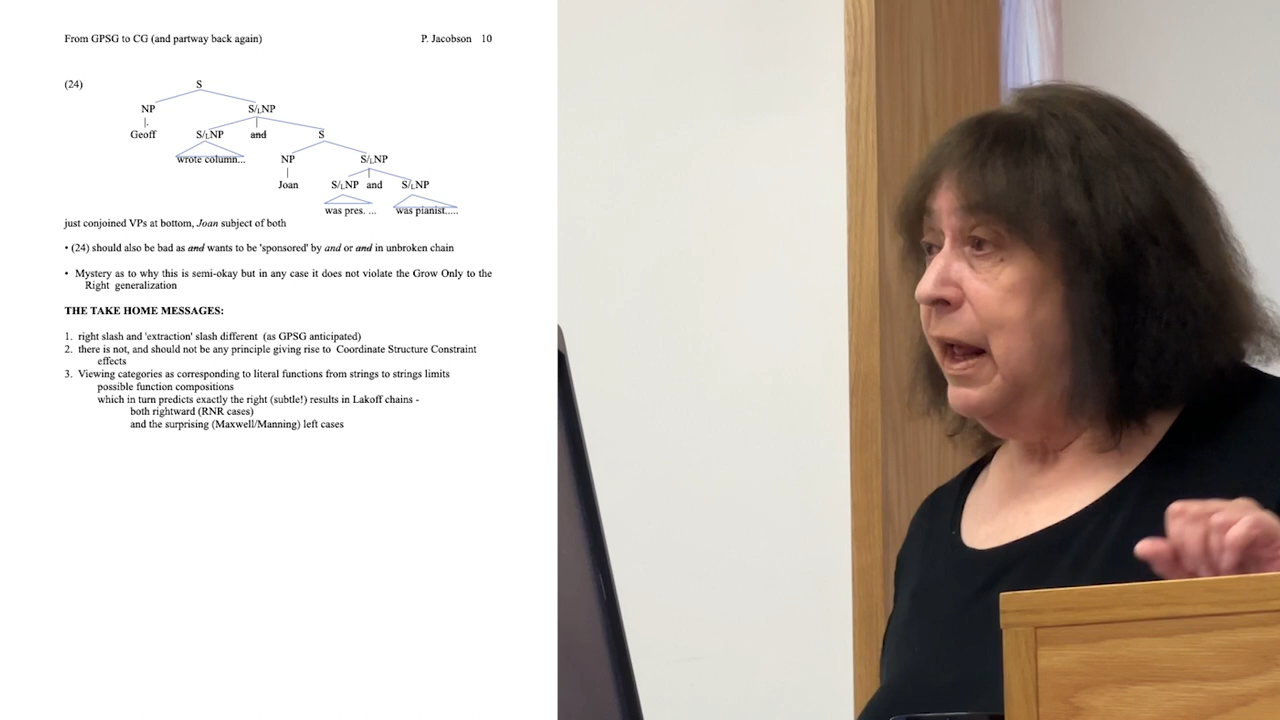 From GPSG to CG (and partway back again) P. Jacobson 10
(24) S
NP S/LNP
|. |
Geoff S/LNP and S
wrote column... NP S/LNP
Joan S/LNP and S/LNP
was pres. ... was pianist.....
just conjoined VPs at bottom, Joan subject of both
• (24) should also be bad as and wants to be 'sponsored' by and or and in unbroken chain
• Mystery as to why this is semi-okay but in any case it does not violate the Grow Only to the
Right generalization
THE TAKE HOME MESSAGES:
1. right slash and 'extraction' slash different (as GPSG anticipated)
2. there is not, and should not be any principle giving rise to Coordinate Structure Constraint
effects
3. Viewing categories as corresponding to literal functions from strings to strings limits
possible function compositions
which in turn predicts exactly the right (subtle!) results in Lakoff chains -
both rightward (RNR cases)
and the surprising (Maxwell/Manning) left cases